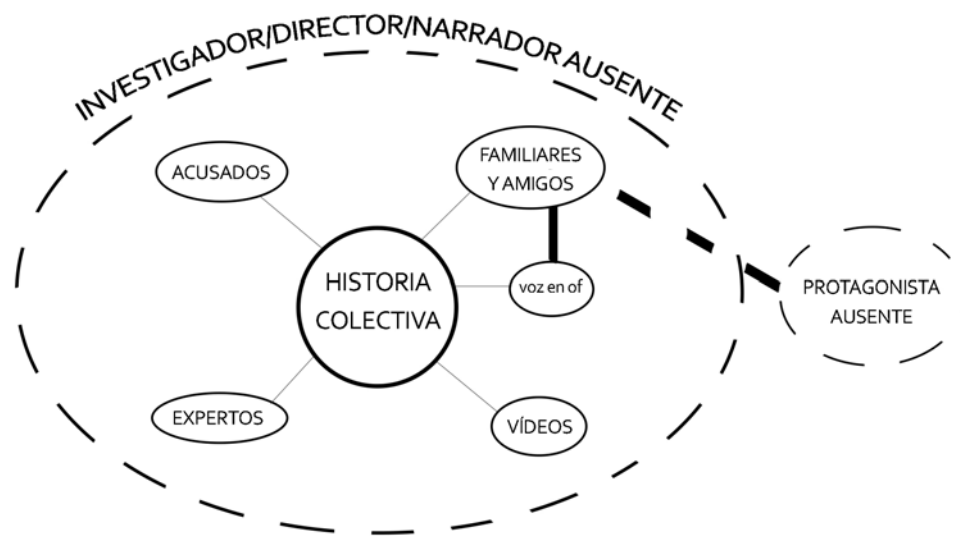 INVESTIGADOR/DIRECTOR/NARRADOR AUSENTE
ACUSADOS
FAMILIARES
Y AMIGOS
HISTORIA
COLECTIVA
voz en of
PROTAGONISTA
AUSENTE
EXPERTOS
VÍDEOS